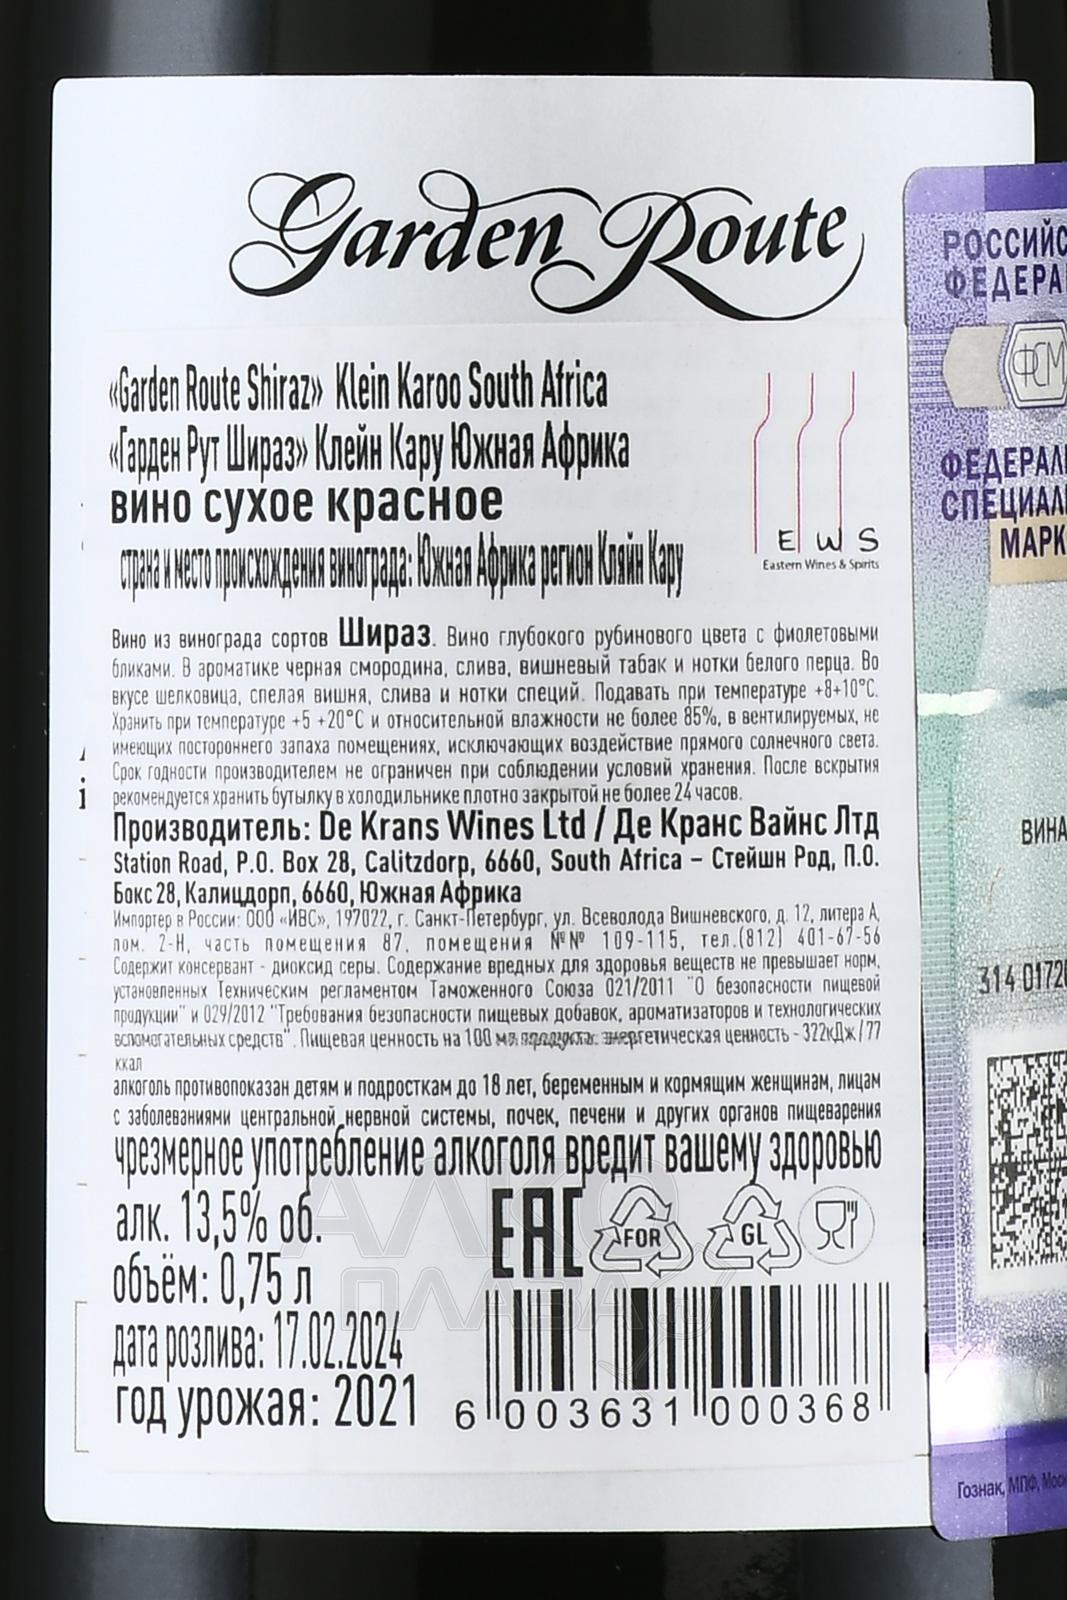 Garden Route
«Garden Route Shiraz» Klein Karoo South Africa
«Гарден Рут Шираз» Клейн Кару Южная Африка
вино сухое красное
страна и место происхождения винограда: Южная Африка регион Кляйн Кару
E W S
Eastern Wines & Spirits
Вино из винограда сортов Шираз. Вино глубокого рубинового цвета с фиолетовыми
бликами. В ароматике черная смородина, слива, вишневый табак и нотки белого перца. Во
вкусе шелковица, спелая вишня, слива и нотки специй. Подавать при температуре +8+10°С.
Хранить при температуре +5 +20°С и относительной влажности не более 85%, в вентилируемых, не
имеющих постороннего запаха помещениях, исключающих воздействие прямого солнечного света.
Срок годности производителем не ограничен при соблюдении условий хранения. После вскрытия
рекомендуется хранить бутылку в холодильнике плотно закрытой не более 24 часов.
Производитель: De Krans Wines Ltd / Де Кранс Вайнс Лтд
Station Road, P.O. Box 28, Calitzdorp, 6660, South Africa – Стейшн Род, П.О.
Бокс 28, Калицдорп, 6660, Южная Африка
Импортер в России: ООО «ИВС», 197022, г. Санкт-Петербург, ул. Всеволода Вишневского, д. 12, литера А,
пом. 2-Н, часть помещения 87, помещения №№ 109-115, тел.(812) 401-67-56
Содержит консервант - диоксид серы. Содержание вредных для здоровья веществ не превышает норм,
установленных Техническим регламентом Таможенного Союза 021/2011 "О безопасности пищевой
продукции" и 029/2012 "Требования безопасности пищевых добавок, ароматизаторов и технологических
вспомогательных средств". Пищевая ценность на 100 мл продукта: энергетическая ценность - 322кДж/77
ккал
алкоголь противопоказан детям и подросткам до 18 лет, беременным и кормящим женщинам, лицам
с заболеваниями центральной нервной системы, почек, печени и других органов пищеварения
чрезмерное употребление алкоголя вредит вашему здоровью
алк. 13,5% об.
объём: 0,75 л
дата розлива: 17.02.2024
год урожая: 2021
EAC
FOR
GL
6 003631 000368
АЛКО
ПЛАЗА
РОССИЙС
ФЕДЕРА
ФСМ
ФЕДЕРАЛ
СПЕЦИАЛ
МАРК
ВИНА
314 0172
Гознак, МПФ, Моск